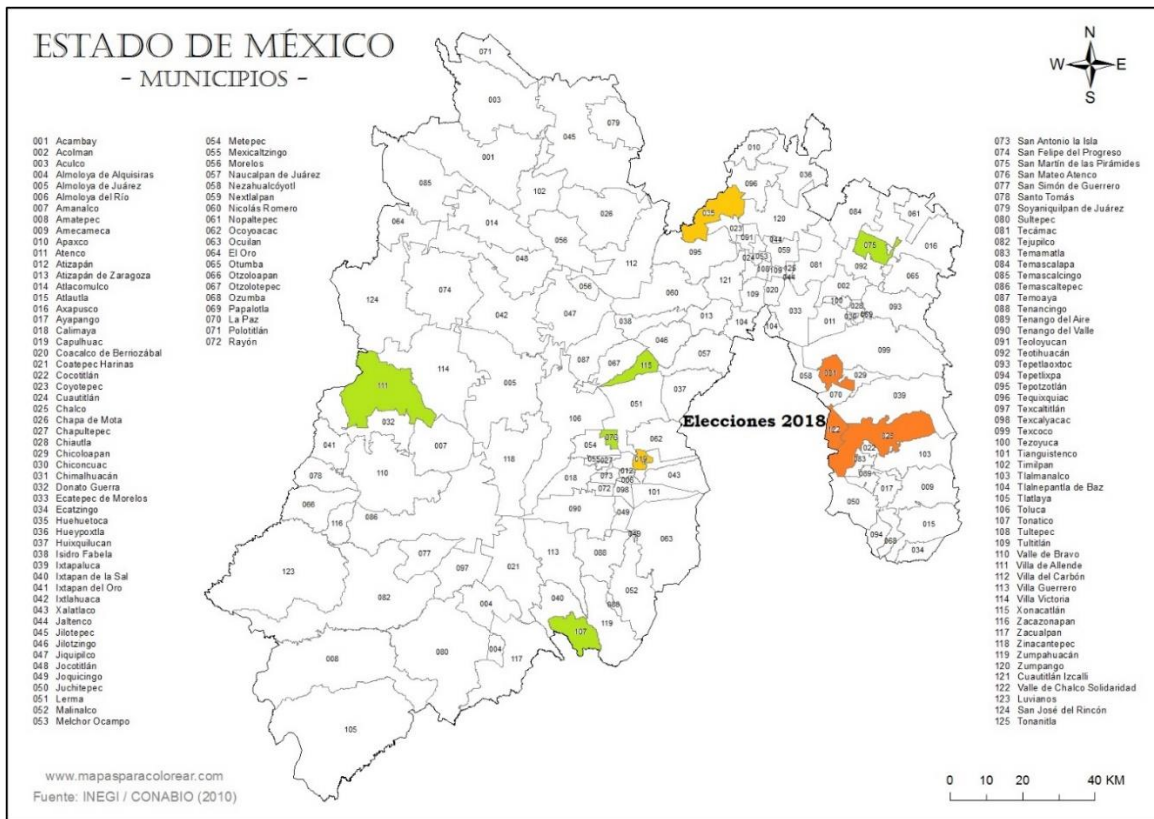 ESTADO DE MÉXICO
- MUNICIPIOS -
N
W E
S
001 Acambay
002 Acolman
003 Aculco
004 Almoloya de Alquisiras
005 Almoloya de Juárez
006 Almoloya del Río
007 Amanalco
008 Amatepec
009 Amecameca
010 Apaxco
011 Atenco
012 Atizapán
013 Atizapán de Zaragoza
014 Atlacomulco
015 Atlautla
016 Axapusco
017 Ayapango
018 Calimaya
019 Capulhuac
020 Coacalco de Berriozábal
021 Coatepec Harinas
022 Cocotitlán
023 Coyotepec
024 Cuautitlán
025 Chalco
026 Chapa de Mota
027 Chapultepec
028 Chiautla
029 Chicoloapan
030 Chiconcuac
031 Chimalhuacán
032 Donato Guerra
033 Ecatepec de Morelos
034 Ecatzingo
035 Huehuetoca
036 Hueypoxtla
037 Huixquilucan
038 Isidro Fabela
039 Ixtapaluca
040 Ixtapan de la Sal
041 Ixtapan del Oro
042 Ixtlahuaca
043 Xalatlaco
044 Jaltenco
045 Jilotepec
046 Jilotzingo
047 Jiquipilco
048 Jocotitlán
049 Joquicingo
050 Juchitepec
051 Lerma
052 Malinalco
053 Melchor Ocampo
054 Metepec
055 Mexicaltzingo
056 Morelos
057 Naucalpan de Juárez
058 Nezahualcóyotl
059 Nextlalpan
060 Nicolás Romero
061 Nopaltepec
062 Ocoyoacac
063 Ocuilan
064 El Oro
065 Otumba
066 Otzoloapan
067 Otzolotepec
068 Ozumba
069 Papalotla
070 La Paz
071 Polotitlán
072 Rayón
073 San Antonio la Isla
074 San Felipe del Progreso
075 San Martín de las Pirámides
076 San Mateo Atenco
077 San Simón de Guerrero
078 Santo Tomás
079 Soyaniquilpan de Juárez
080 Sultepec
081 Tecámac
082 Tejupilco
083 Temamatla
084 Temascalapa
085 Temascalcingo
086 Temascaltepec
087 Temoaya
088 Tenancingo
089 Tenango del Aire
090 Tenango del Valle
091 Teoloyucan
092 Teotihuacán
093 Tepetlaoxtoc
094 Tepetlixpa
095 Tepotzotlán
096 Tequixquiac
097 Texcaltitlán
098 Texcalyacac
099 Texcoco
100 Tezoyuca
101 Tianguistenco
102 Timilpan
103 Tlalmanalco
104 Tlalnepantla de Baz
105 Tlatlaya
106 Toluca
107 Tonatico
108 Tultepec
109 Tultitlán
110 Valle de Bravo
111 Villa de Allende
112 Villa del Carbón
113 Villa Guerrero
114 Villa Victoria
115 Xonacatlán
116 Zacazonapan
117 Zacualpan
118 Zinacantepec
119 Zumpahuacán
120 Zumpango
121 Cuautitlán Izcalli
122 Valle de Chalco Solidaridad
123 Luvianos
124 San José del Rincón
125 Tonanitla
Elecciones 2018
www.mapasparacolorear.com
Fuente: INEGI / CONABIO (2010)
0 10 20 40 KM